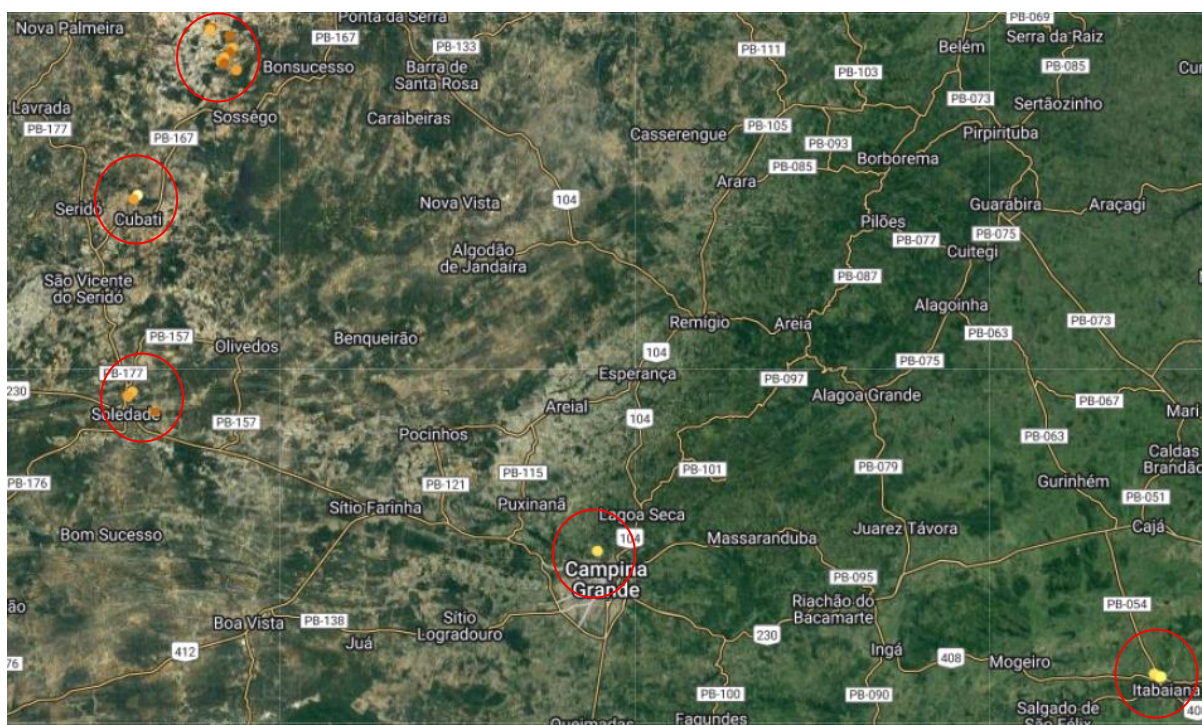 Nova Palmeira
Ponta da Serra
PB-167
PB-133
PB-069
Serra da Raiz
Belém
PB-111
Bonsucesso
Barra de
Santa Rosa
PB-103
PB-085
Lavrada
Sossêgo
Caraibeiras
PB-073
Sertãozinho
PB-177
PB-167
Casserengue
PB-105
PB-093
Pirpirituba
PB-085
Borborema
Arara
Seridó
Cubati
Nova Vista
104
Guarabira
Araçagi
Pilões
PB-077
PB-075
Cuitegi
Algodão
de Jandaíra
São Vicente
do Seridó
PB-087
Alagoinha
Remígio
Areia
PB-063
PB-073
PB-157
Olivedos
Benqueirão
104
PB-075
PB-177
Esperança
PB-097
230
Soledade
Areial
Alagoa Grande
PB-067
Mari
PB-157
104
Pocinhos
PB-063
Caldas
Brandão
PB-176
PB-121
PB-115
PB-101
PB-079
Gurinhém
PB-051
Sítio Farinha
Puxinanã
Lagoa Seca
Bom Sucesso
104
Massaranduba
Juarez Távora
Cajá
Campina
Grande
PB-095
ão
Riachão do
Bacamarte
PB-054
Boa Vista
PB-138
Juá
Sítio
Logradouro
230
412
Ingá
408
Mogeiro
76
PB-100
PB-090
Itabaiana
Queimadas
Fagundes
Salgado de
São Félix